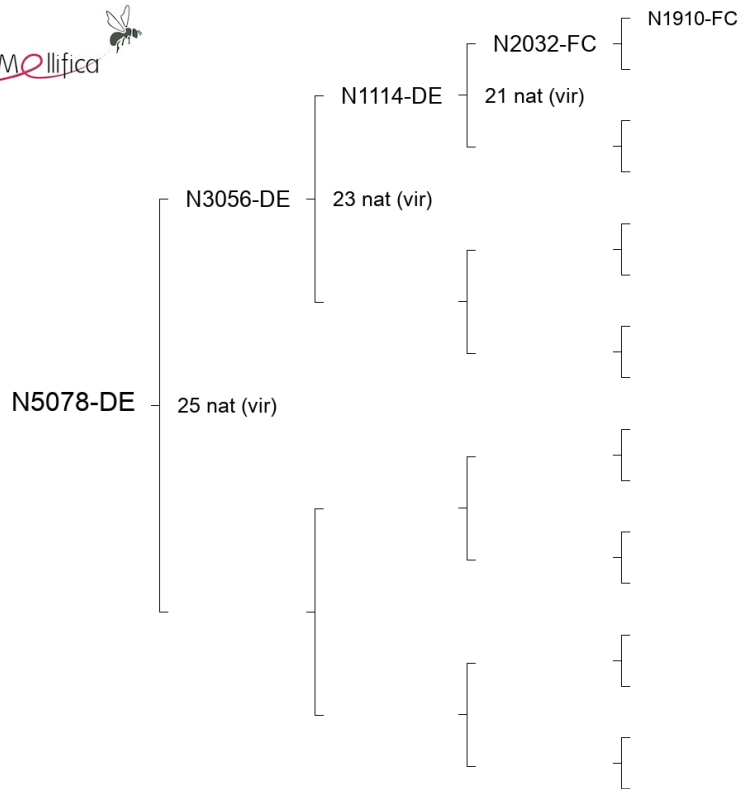 Mellifica
N1910-FC
N2032-FC
N1114-DE
21 nat (vir)
N3056-DE
23 nat (vir)
N5078-DE
25 nat (vir)